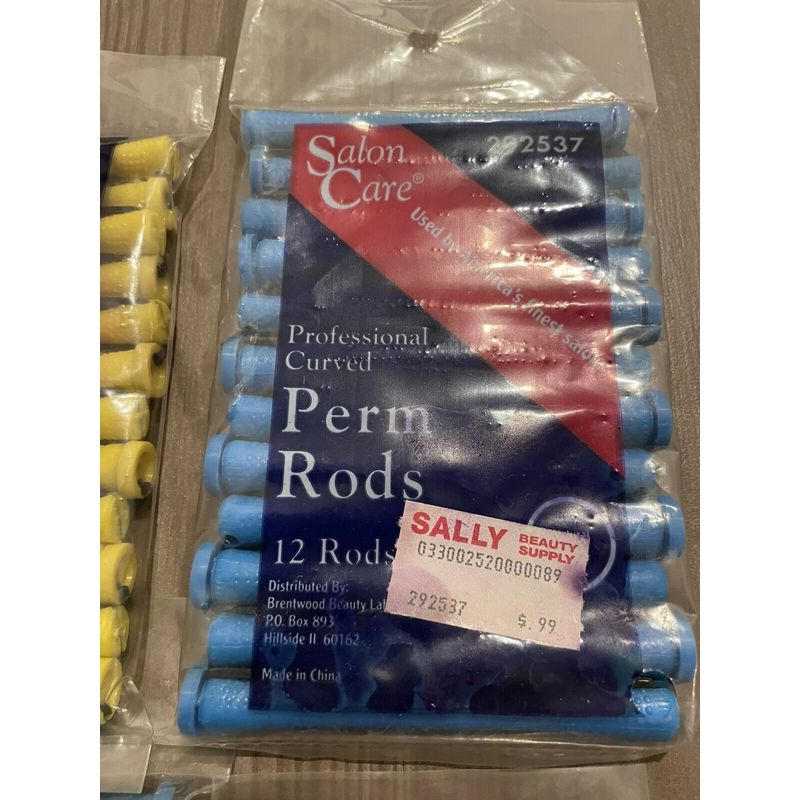 Salon
Care®
292537
Used by America's finest salons
Professional
Curved
Perm
Rods
12 Rods
Distributed By:
Brentwood Beauty Lab
P.O. Box 893
Hillside Il 60162
Made in China
SALLY BEAUTY
SUPPLY
033002520000089
292537
$.99